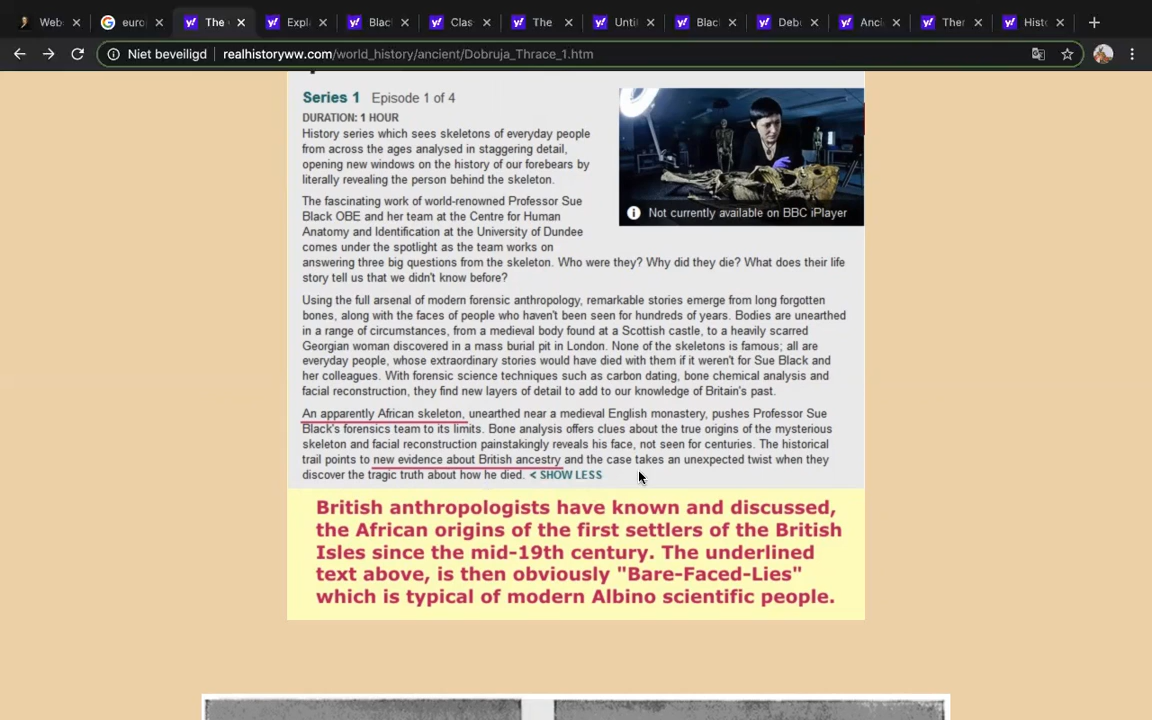 Web
euro
The
Expl
Blac
Clas
The
Unti
Blac
Deb
Anci
Ther
Hist
Niet beveiligd
realhistoryww.com/world_history/ancient/Dobruja_Thrace_1.htm
Series 1 Episode 1 of 4
DURATION: 1 HOUR
History series which sees skeletons of everyday people
from across the ages analysed in staggering detail,
opening new windows on the history of our forebears by
literally revealing the person behind the skeleton.
Not currently available on BBC iPlayer
The fascinating work of world-renowned Professor Sue
Black OBE and her team at the Centre for Human
Anatomy and Identification at the University of Dundee
comes under the spotlight as the team works on
answering three big questions from the skeleton. Who were they? Why did they die? What does their life
story tell us that we didn't know before?
Using the full arsenal of modern forensic anthropology, remarkable stories emerge from long forgotten
bones, along with the faces of people who haven't been seen for hundreds of years. Bodies are unearthed
in a range of circumstances, from a medieval body found at a Scottish castle, to a heavily scarred
Georgian woman discovered in a mass burial pit in London. None of the skeletons is famous; all are
everyday people, whose extraordinary stories would have died with them if it weren't for Sue Black and
her colleagues. With forensic science techniques such as carbon dating, bone chemical analysis and
facial reconstruction, they find new layers of detail to add to our knowledge of Britain's past.
An apparently African skeleton, unearthed near a medieval English monastery, pushes Professor Sue
Black's forensics team to its limits. Bone analysis offers clues about the true origins of the mysterious
skeleton and facial reconstruction painstakingly reveals his face, not seen for centuries. The historical
trail points to new evidence about British ancestry and the case takes an unexpected twist when they
discover the tragic truth about how he died. < SHOW LESS
British anthropologists have known and discussed,
the African origins of the first settlers of the British
Isles since the mid-19th century. The underlined
text above, is then obviously "Bare-Faced-Lies"
which is typical of modern Albino scientific people.